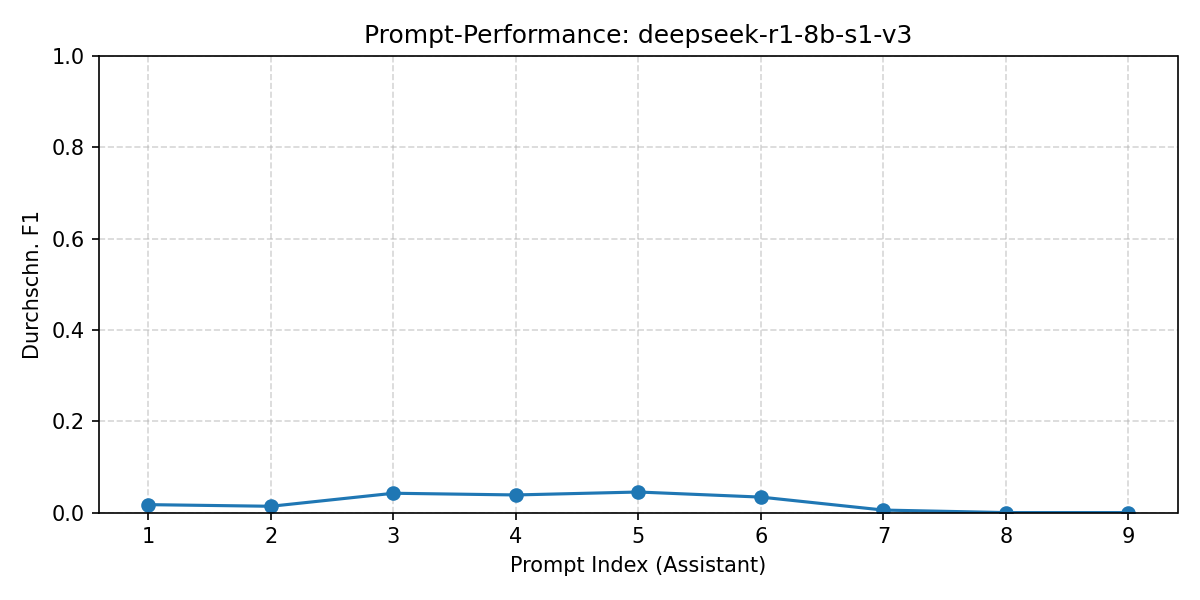 Prompt-Performance: deepseek-r1-8b-s1-v3
1.0
0.8
0.6
0.4
0.2
0.0
Durchschn. F1
1 2 3 4 5 6 7 8 9
Prompt Index (Assistant)